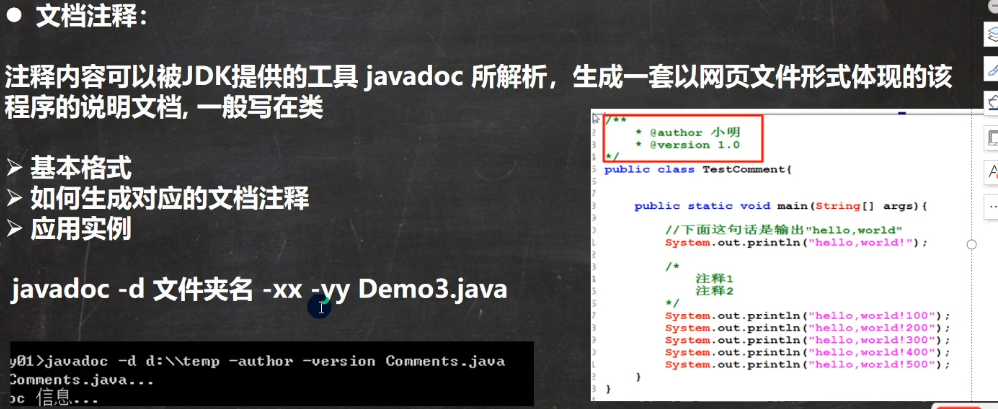 ● 文档注释：
注释内容可以被JDK提供的工具 javadoc 所解析，生成一套以网页文件形式体现的该
程序的说明文档, 一般写在类
➢ 基本格式
➢ 如何生成对应的文档注释
➢ 应用实例
javadoc -d 文件夹名 -xx -yy Demo3.java
y01>javadoc -d d:\\temp -author -version Comments.java
Comments.java...
oc 信息...
/**
* @author 小明
* @version 1.0
*/
public class TestComment{
public static void main(String[] args){
//下面这句话是输出"hello,world"
System.out.println("hello,world!");
/*
注释1
注释2
*/
System.out.println("hello,world!100");
System.out.println("hello,world!200");
System.out.println("hello,world!300");
System.out.println("hello,world!400");
System.out.println("hello,world!500");
}
}